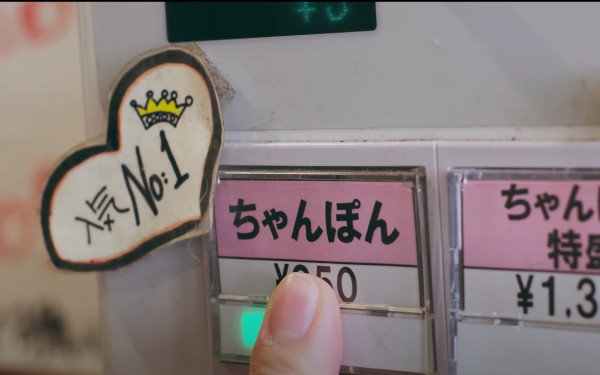 人気
No:1
ちゃんぽん
ちゃん
特盛
¥1,3